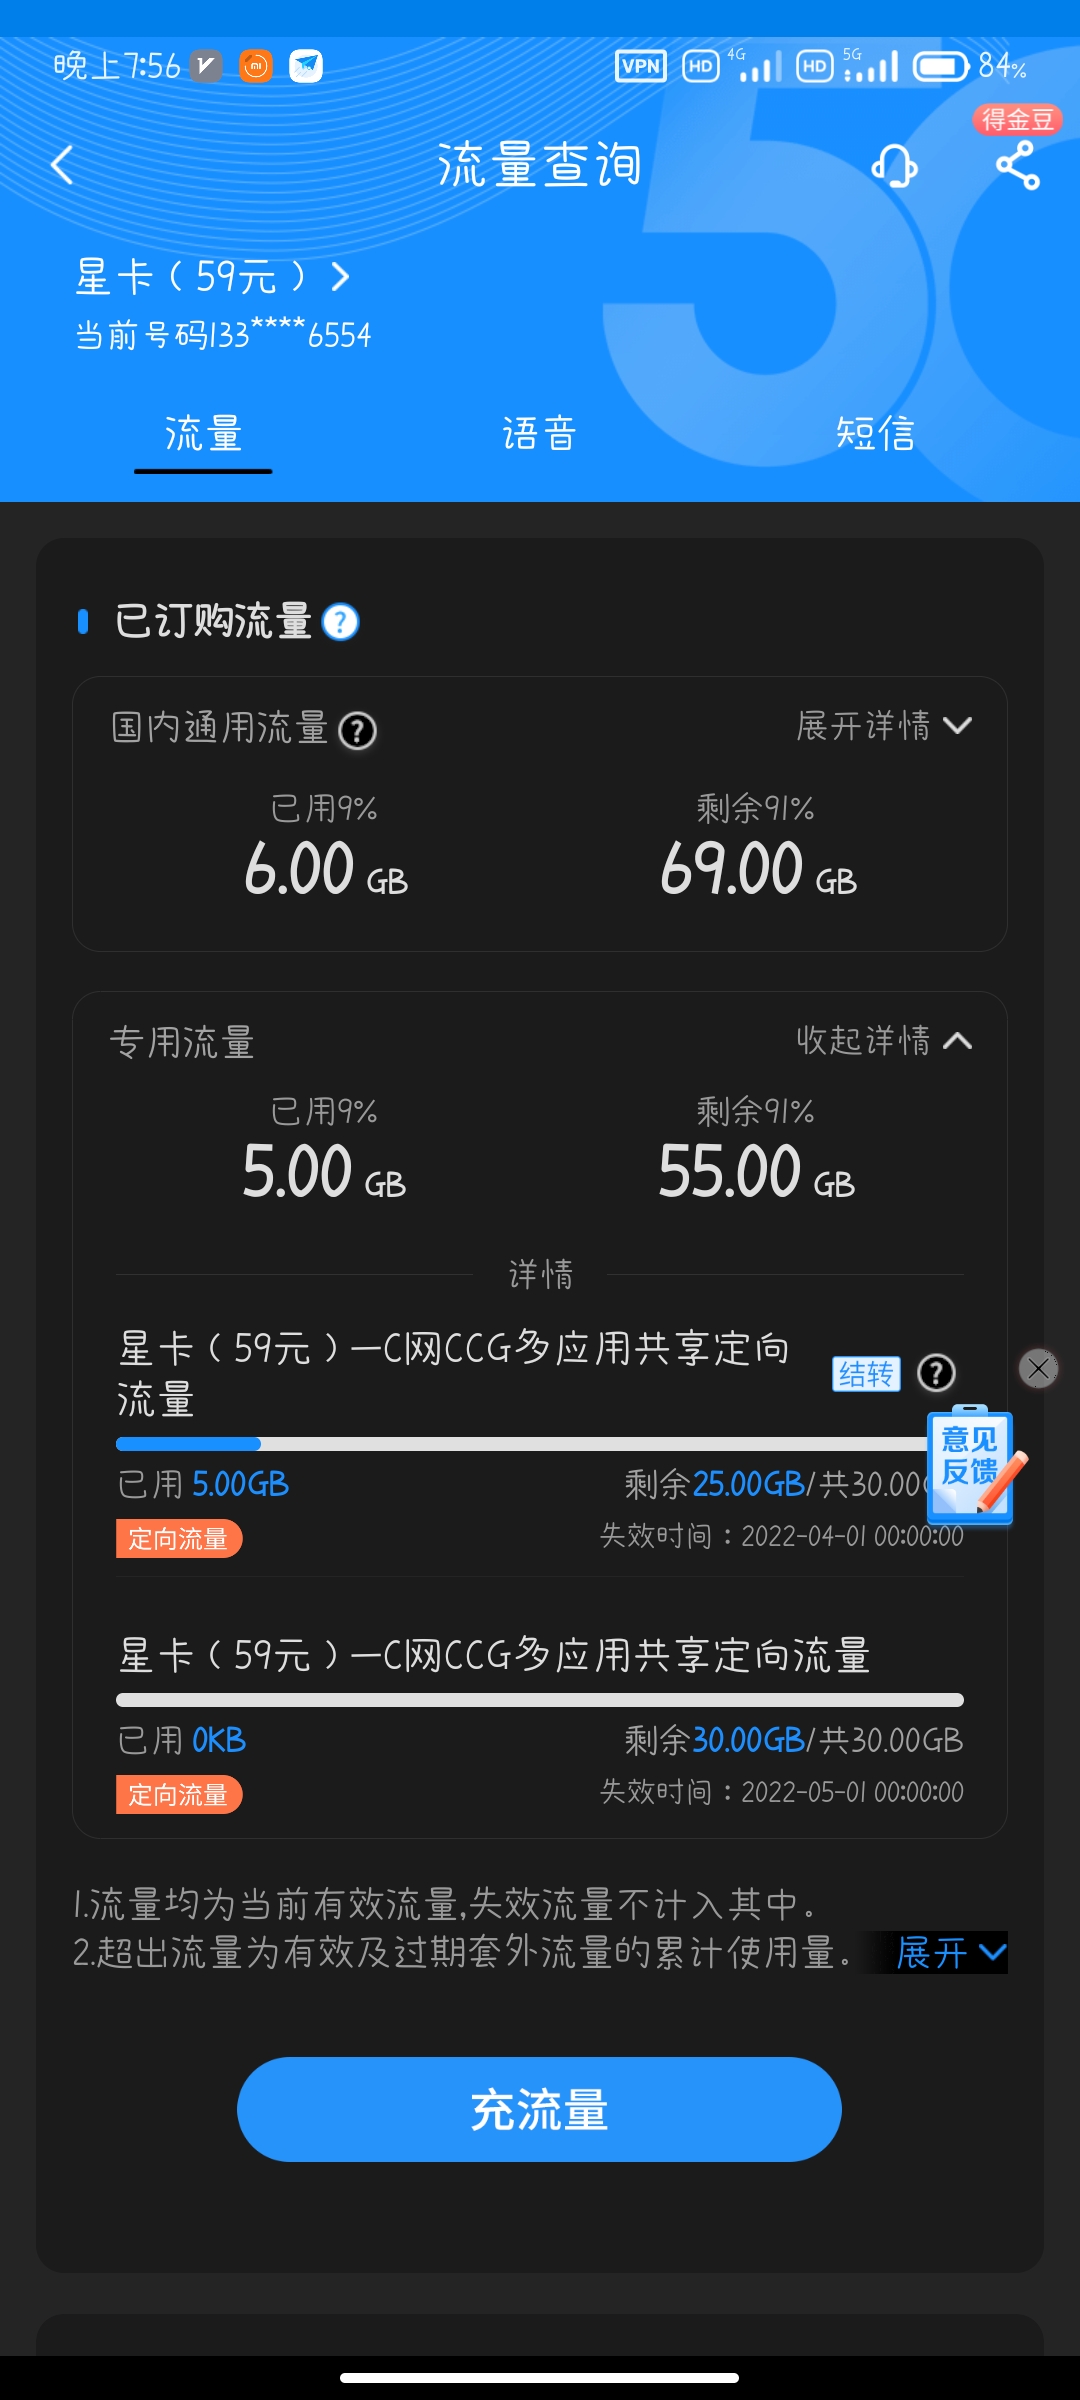 晚上7:56
VPN HD 4G HD 5G 84%
得金豆
流量查询
星卡（59元）
当前号码133****6554
流量 语音 短信
已订购流量 ?
国内通用流量 ? 展开详情
已用9% 剩余91%
6.00 GB 69.00 GB
专用流量 收起详情
已用9% 剩余91%
5.00 GB 55.00 GB
详情
星卡（59元）—C网CCG多应用共享定向
流量
结转 ?
意见
反馈
已用 5.00GB 剩余25.00GB/共30.00
定向流量 失效时间：2022-04-01 00:00:00
星卡（59元）—C网CCG多应用共享定向流量
已用 0KB 剩余30.00GB/共30.00GB
定向流量 失效时间：2022-05-01 00:00:00
1.流量均为当前有效流量,失效流量不计入其中。
2.超出流量为有效及过期套外流量的累计使用量。 展开
充流量